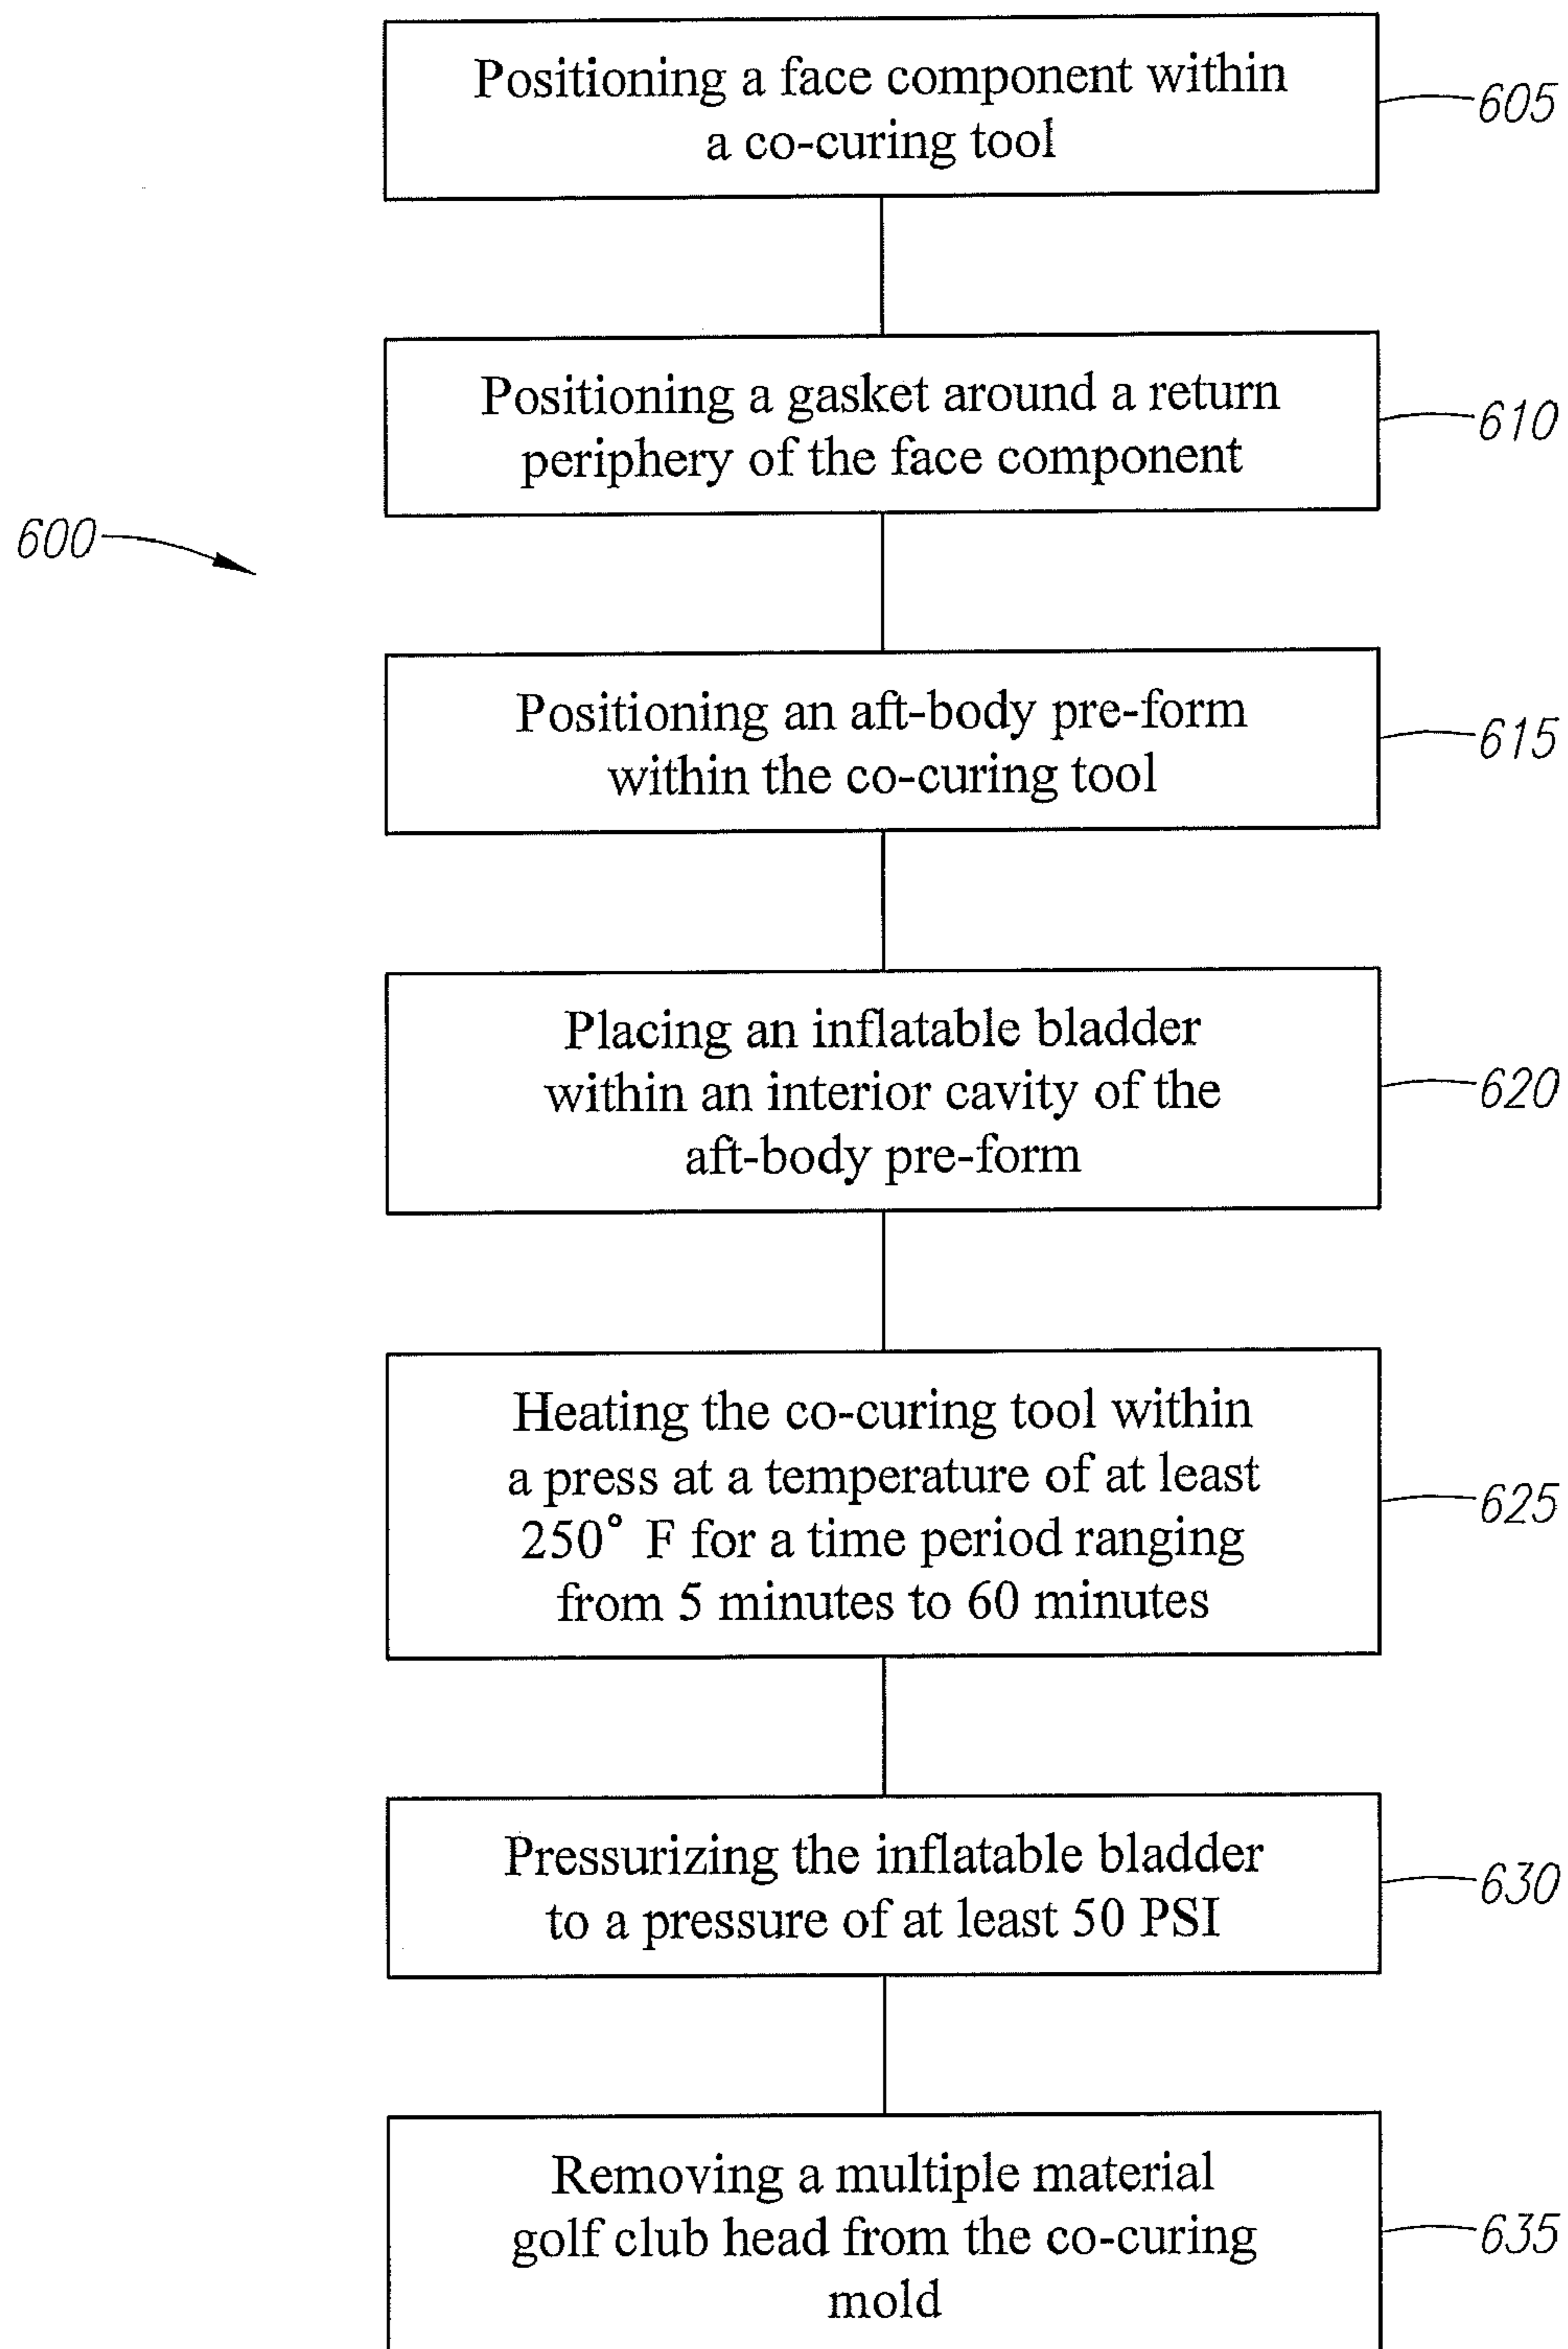 Positioning a face component within
a co-curing tool
605
Positioning a gasket around a return
periphery of the face component
610
600
Positioning an aft-body pre-form
within the co-curing tool
615
Placing an inflatable bladder
within an interior cavity of the
aft-body pre-form
620
Heating the co-curing tool within
a press at a temperature of at least
250° F for a time period ranging
from 5 minutes to 60 minutes
625
Pressurizing the inflatable bladder
to a pressure of at least 50 PSI
630
Removing a multiple material
golf club head from the co-curing
mold
635